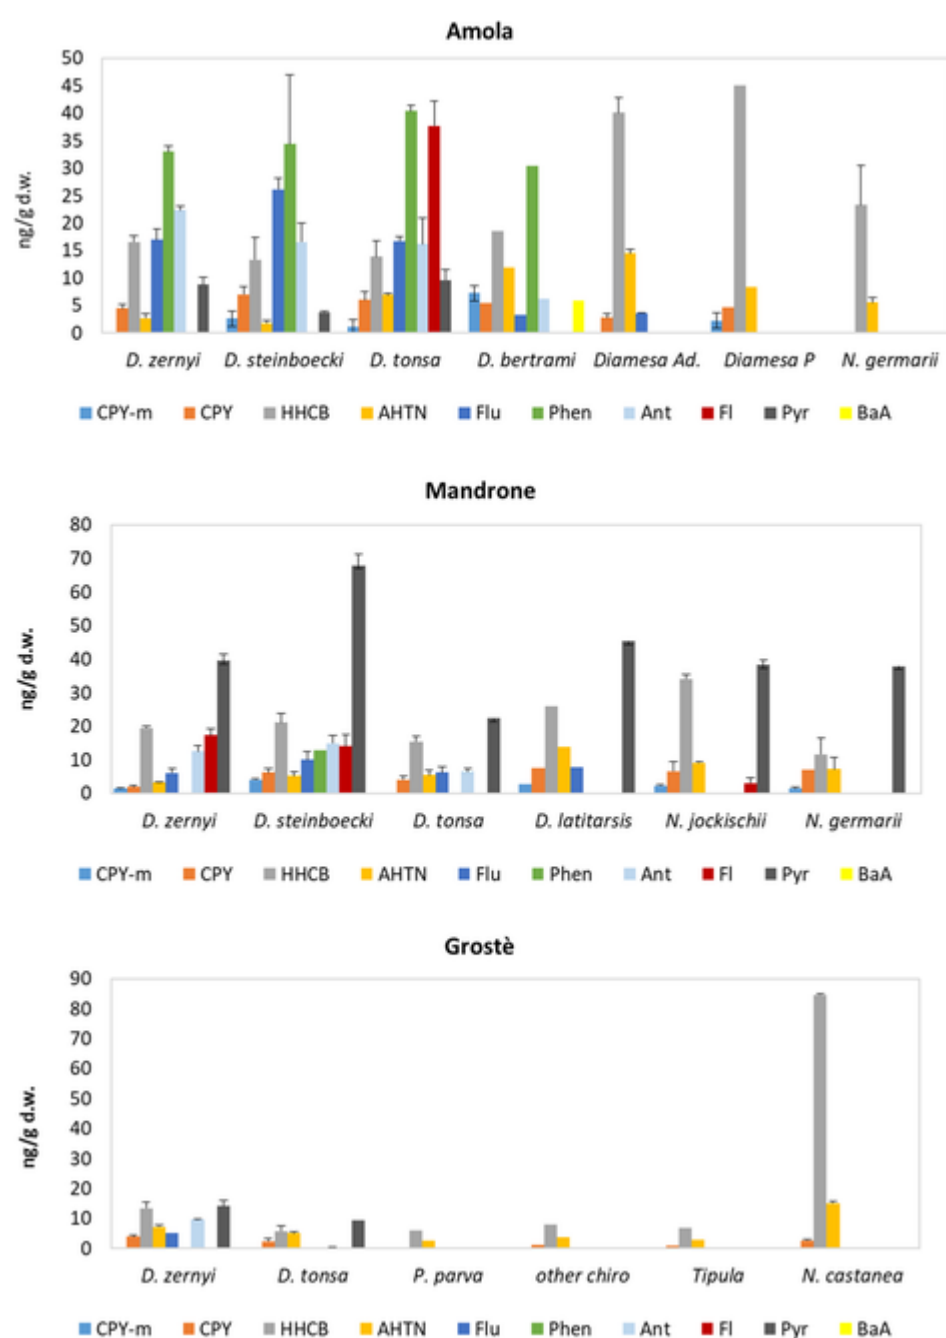 Amola
50
45
40
35
30
25
20
15
10
5
0
ng/g d.w.
D. zernyi D. steinboecki D. tonsa D. bertrami Diamesa Ad. Diamesa P N. germarii
CPY-m CPY HHCB AHTN Flu Phen Ant Fl Pyr BaA
Mandrone
80
70
60
50
40
30
20
10
0
ng/g d.w.
D. zernyi D. steinboecki D. tonsa D. latitarsis N. jockischii N. germarii
CPY-m CPY HHCB AHTN Flu Phen Ant Fl Pyr BaA
Grostè
90
80
70
60
50
40
30
20
10
0
ng/g d.w.
D. zernyi D. tonsa P. parva other chiro Tipula N. castanea
CPY-m CPY HHCB AHTN Flu Phen Ant Fl Pyr BaA